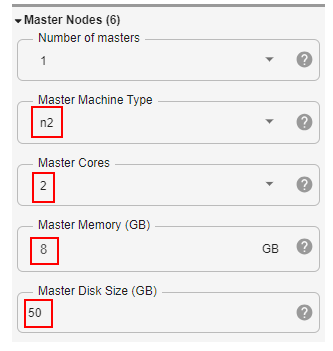 Master Nodes (6)
Number of masters
1
Master Machine Type
n2
Master Cores
2
Master Memory (GB)
8 GB
Master Disk Size (GB)
50